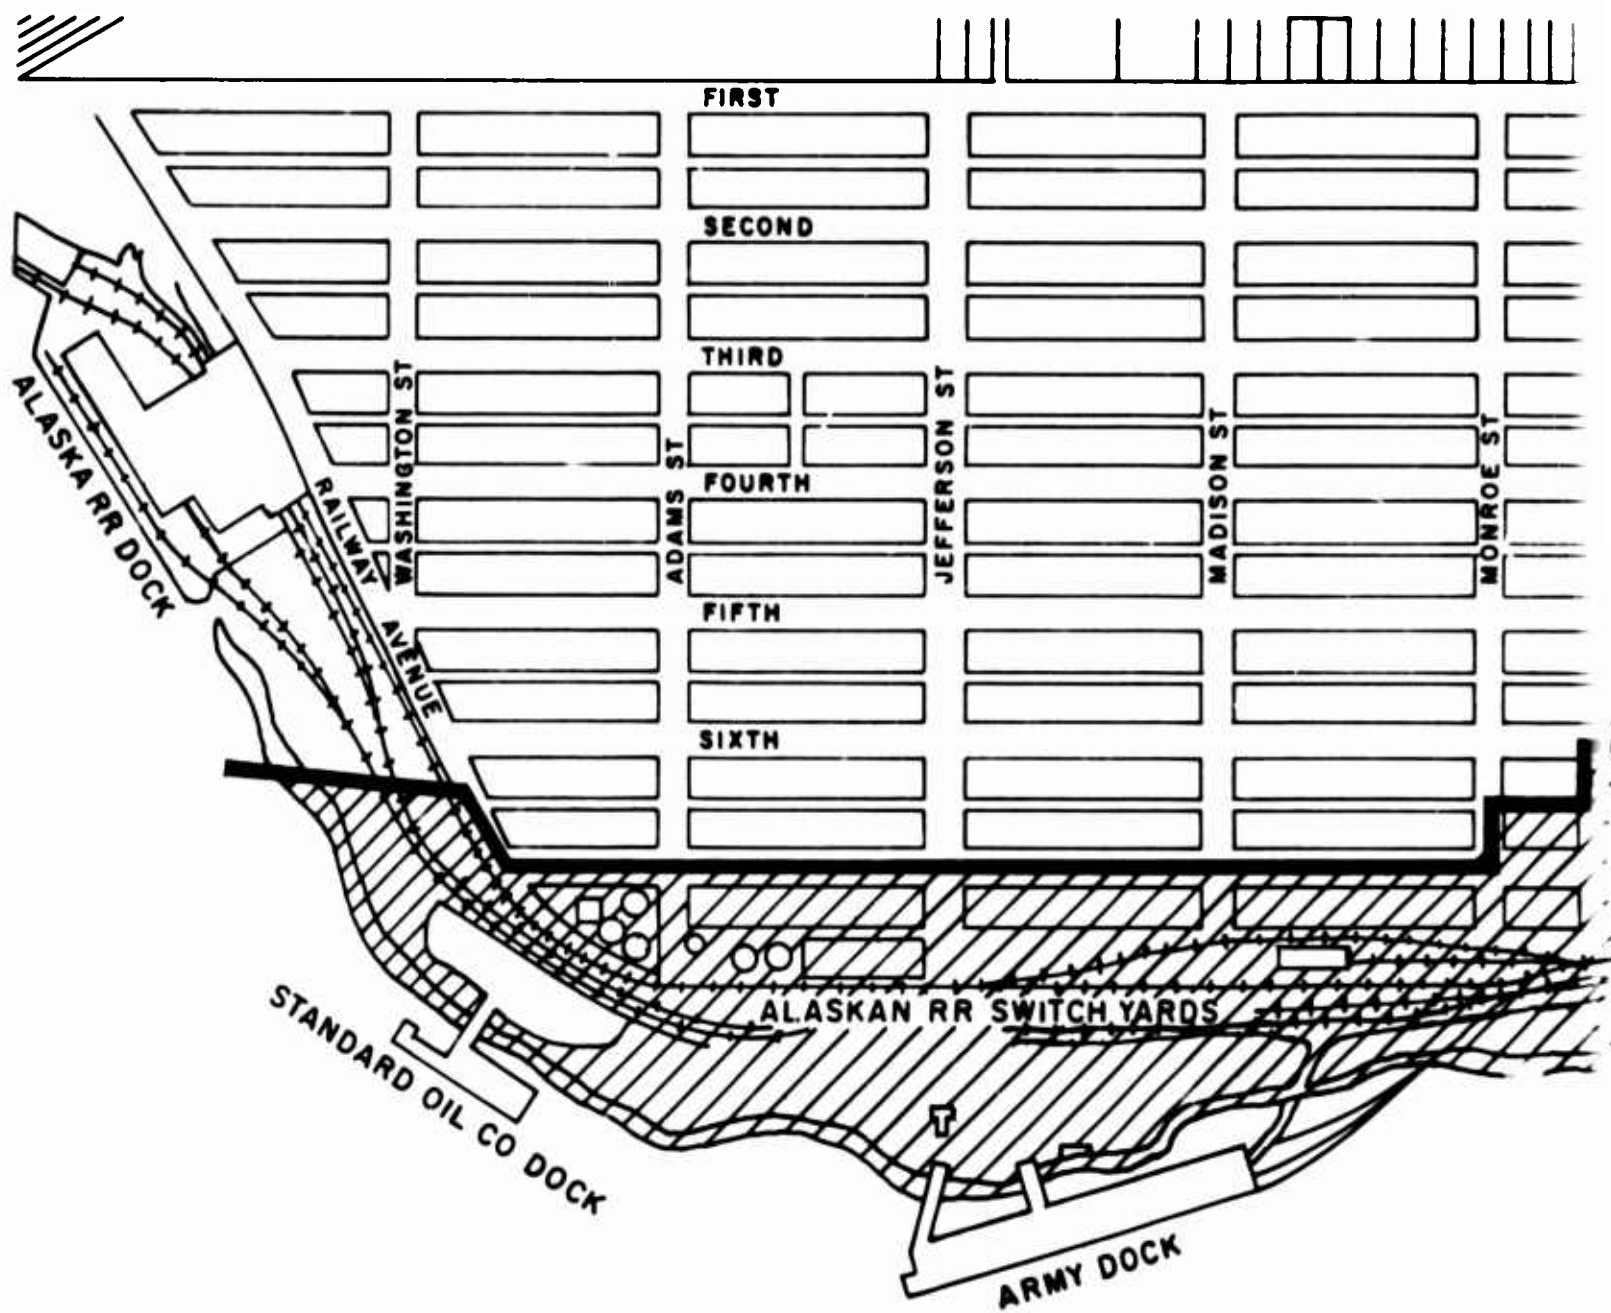 FIRST
SECOND
THIRD
WASHINGTON ST
ADAMS ST
JEFFERSON ST
MADISON ST
MONROE ST
FOURTH
ALASKA RR DOCK
RAILWAY AVENUE
FIFTH
SIXTH
ALASKAN RR SWITCH YARDS
STANDARD OIL CO DOCK
ARMY DOCK